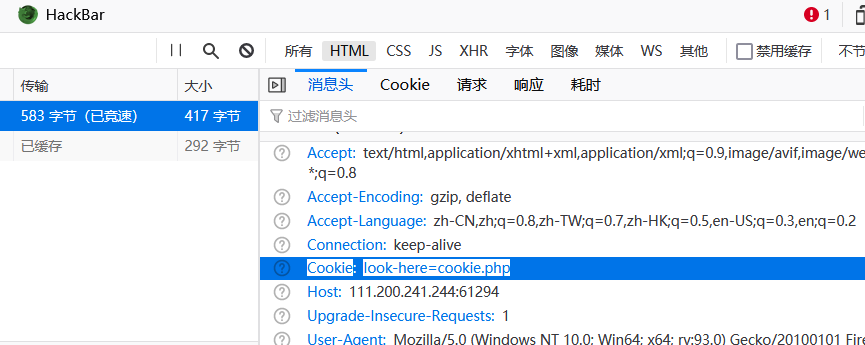 HackBar 1
所有 HTML CSS JS XHR 字体 图像 媒体 WS 其他 禁用缓存 不节
传输 大小 消息头 Cookie 请求 响应 耗时
583 字节（已竞速） 417 字节
过滤消息头
已缓存 292 字节
Accept: text/html,application/xhtml+xml,application/xml;q=0.9,image/avif,image/we
*;q=0.8
Accept-Encoding: gzip, deflate
Accept-Language: zh-CN,zh;q=0.8,zh-TW;q=0.7,zh-HK;q=0.5,en-US;q=0.3,en;q=0.2
Connection: keep-alive
Cookie: look-here=cookie.php
Host: 111.200.241.244:61294
Upgrade-Insecure-Requests: 1
User-Agent: Mozilla/5.0 (Windows NT 10.0; Win64; x64; rv:93.0) Gecko/20100101 Fire